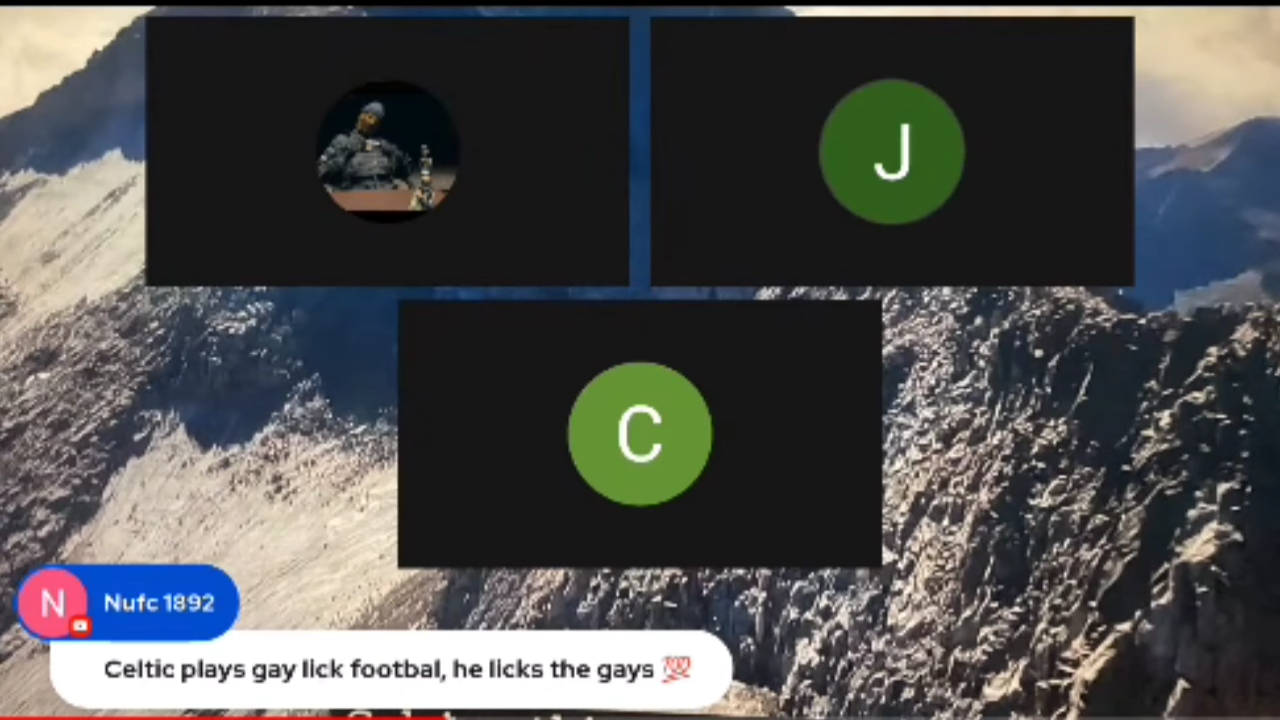 J
C
N Nufc 1892
Celtic plays gay lick footbal, he licks the gays 💯